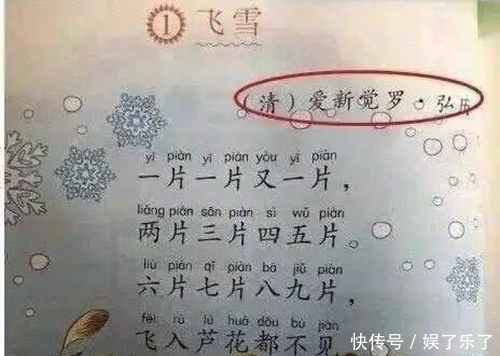 1 飞雪
（清）爱新觉罗·弘历
yí piàn yī piàn yòu yí piàn
一片一片又一片，
liǎng piàn sān piàn sì wǔ piàn
两片三片四五片。
liù piàn qī piàn bā jiǔ piàn
六片七片八九片，
fēi rù lú huā dōu bú jiàn
飞入芦花都不见
快传号／娱了乐了